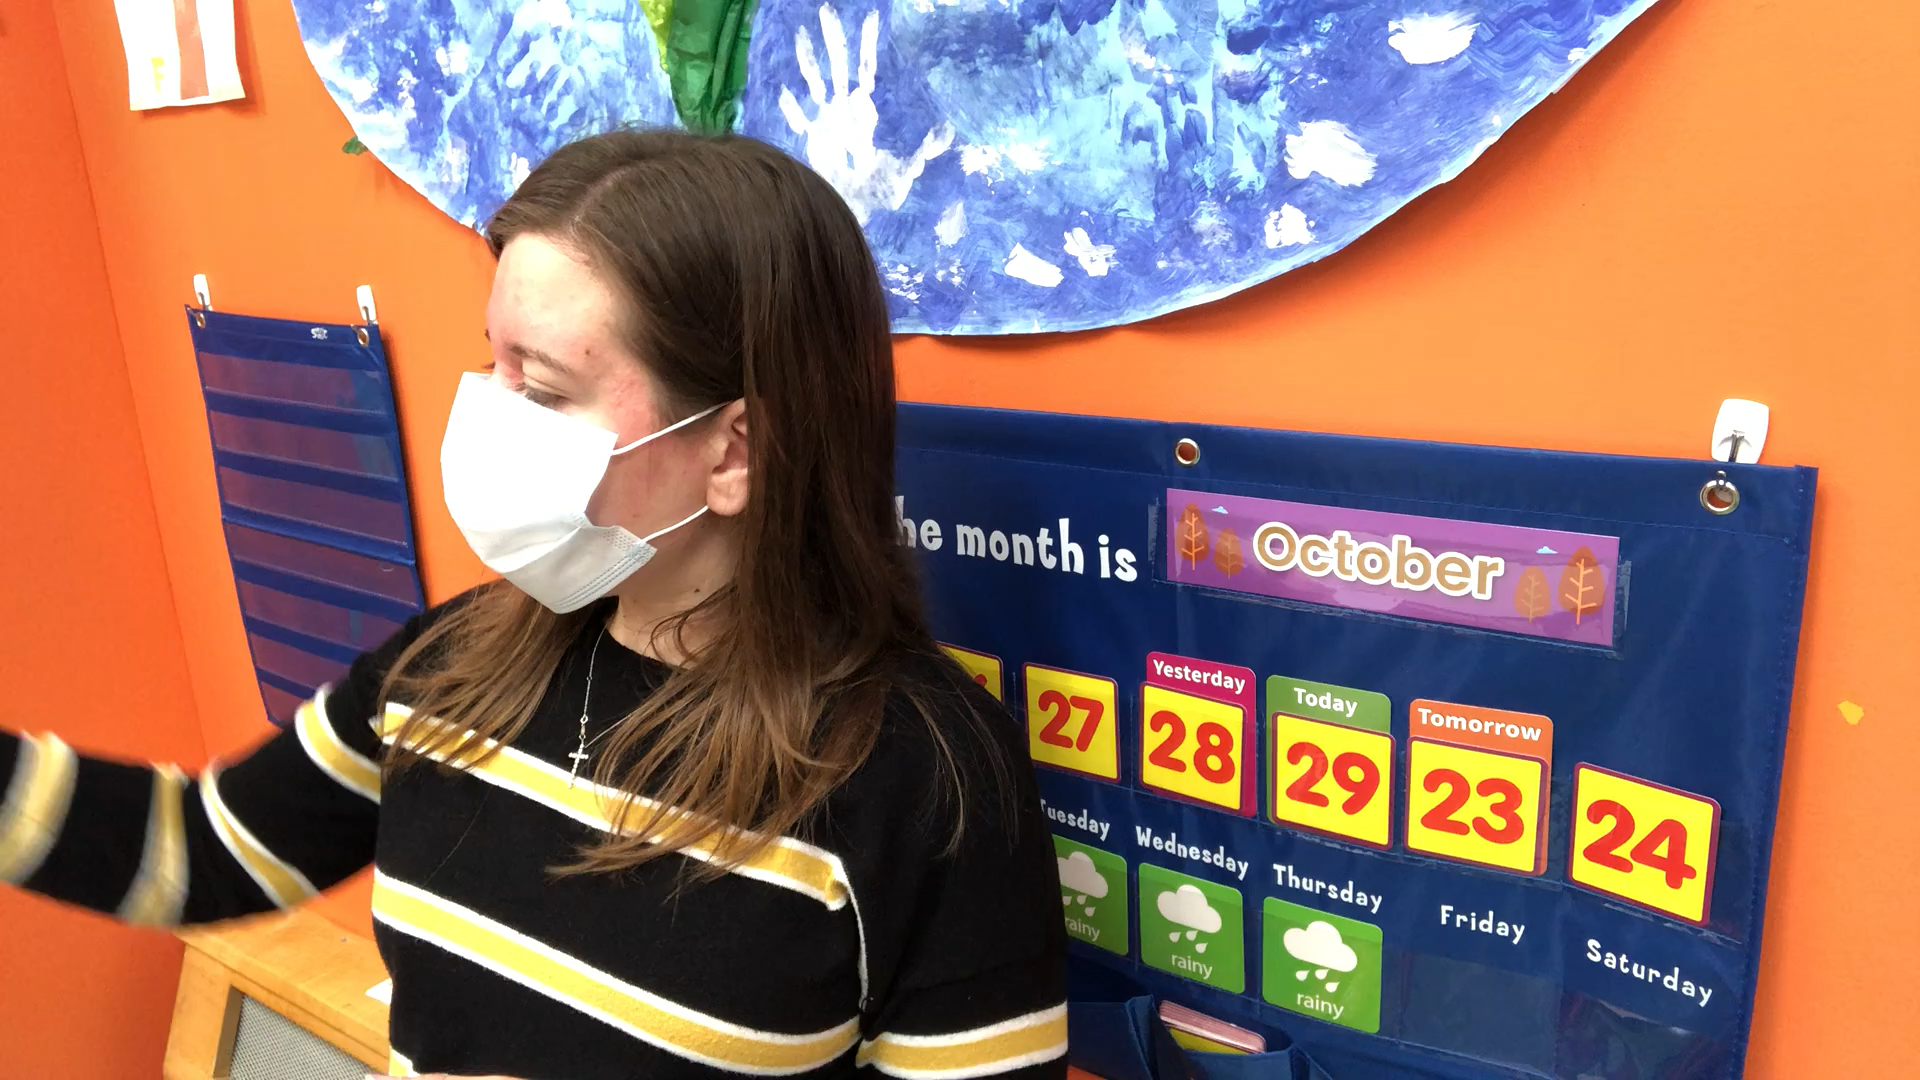 he month is October
27 Yesterday 28 Today 29 Tomorrow 23 24
Tuesday Wednesday Thursday Friday Saturday
rainy rainy rainy